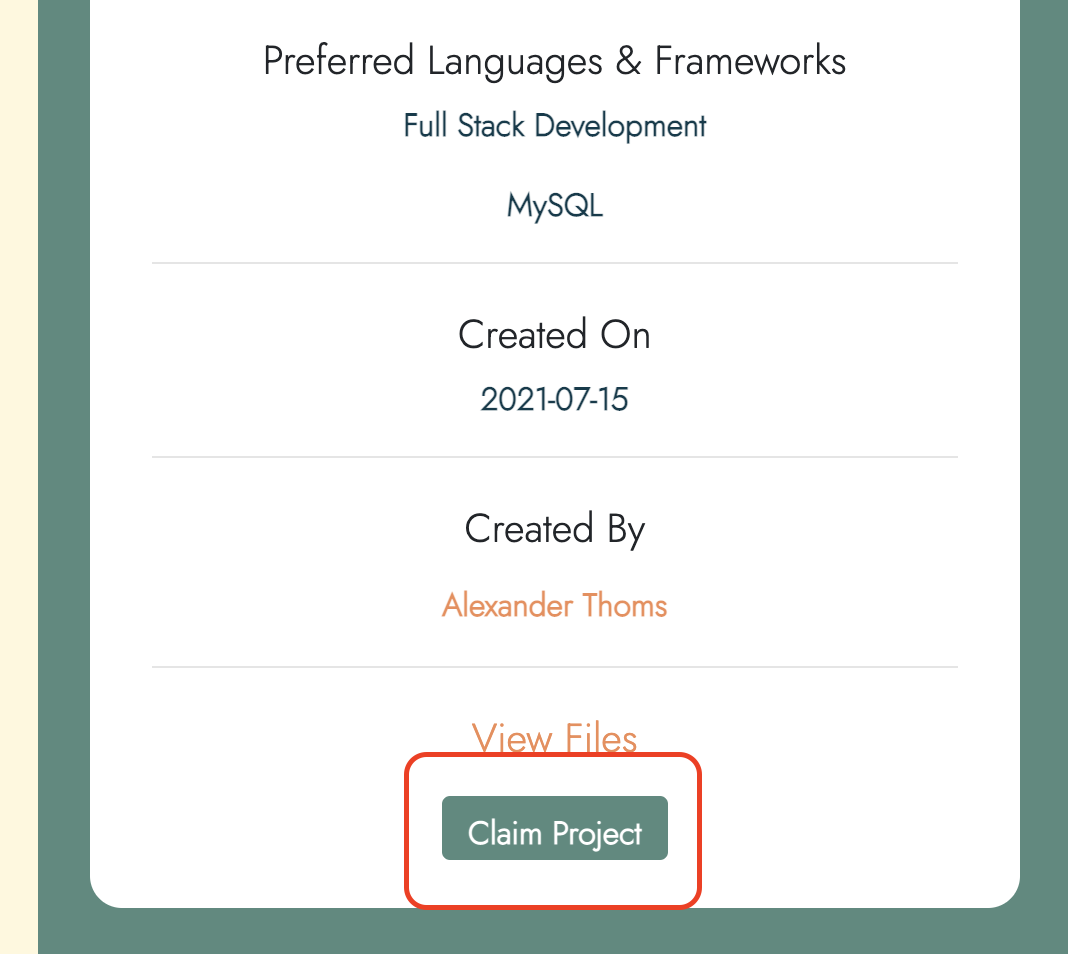 Preferred Languages & Frameworks
Full Stack Development
MySQL
Created On
2021-07-15
Created By
Alexander Thoms
View Files
Claim Project